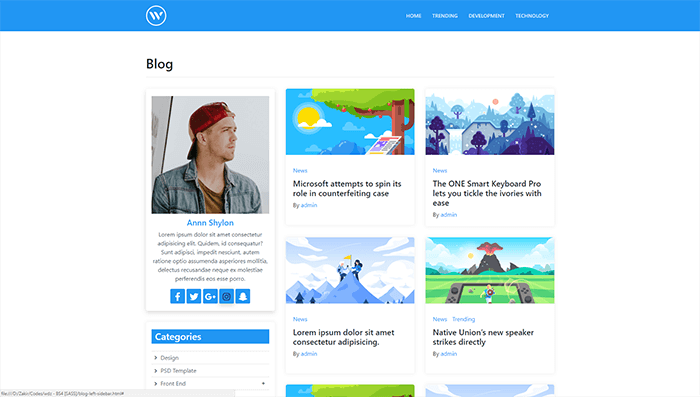 W
HOME TRENDING DEVELOPMENT TECHNOLOGY
Blog
Annn Shylon
Lorem ipsum dolor sit amet consectetur
adipisicing elit. Quidem, id consequatur?
Sunt adipisci, impedit nesciunt, autem
ratione optio assumenda asperiores mollitia,
delectus recusandae neque ex molestiae
perferendis eos esse porro.
f
G+
Categories
Design
PSD Template
Front End +
News
Microsoft attempts to spin its
role in counterfeiting case
By admin
News
The ONE Smart Keyboard Pro
lets you tickle the ivories with
ease
By admin
News
Lorem ipsum dolor sit amet
consectetur adipisicing.
By admin
News Trending
Native Union's new speaker
strikes directly
By admin
file:///D:/Zakir/Codes/wdc - B04 [SASS]/blog-left-sidebar.html#